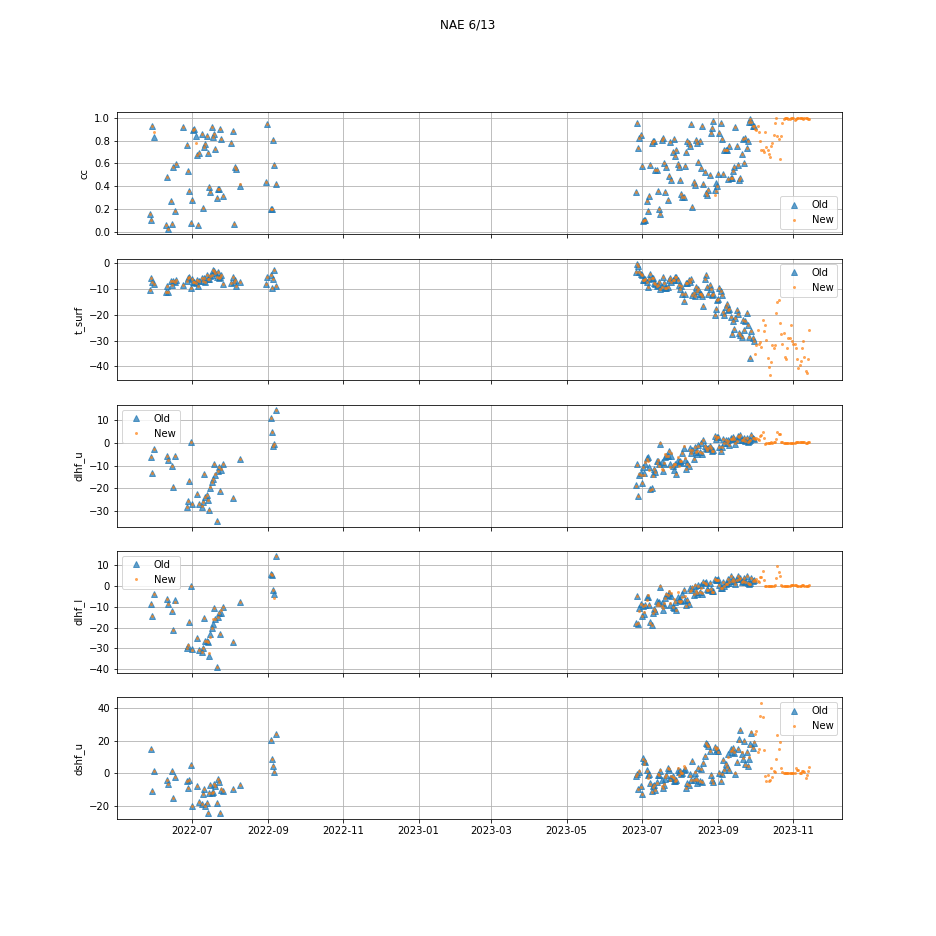 NAE 6/13
1.0
0.8
0.6
0.4
0.2
0.0
cc
Old
New
0
−10
−20
−30
−40
t_surf
Old
New
10
0
−10
−20
−30
dlhf_u
Old
New
10
0
−10
−20
−30
−40
dlhf_l
Old
New
40
20
0
−20
dshf_u
Old
New
2022-07
2022-09
2022-11
2023-01
2023-03
2023-05
2023-07
2023-09
2023-11